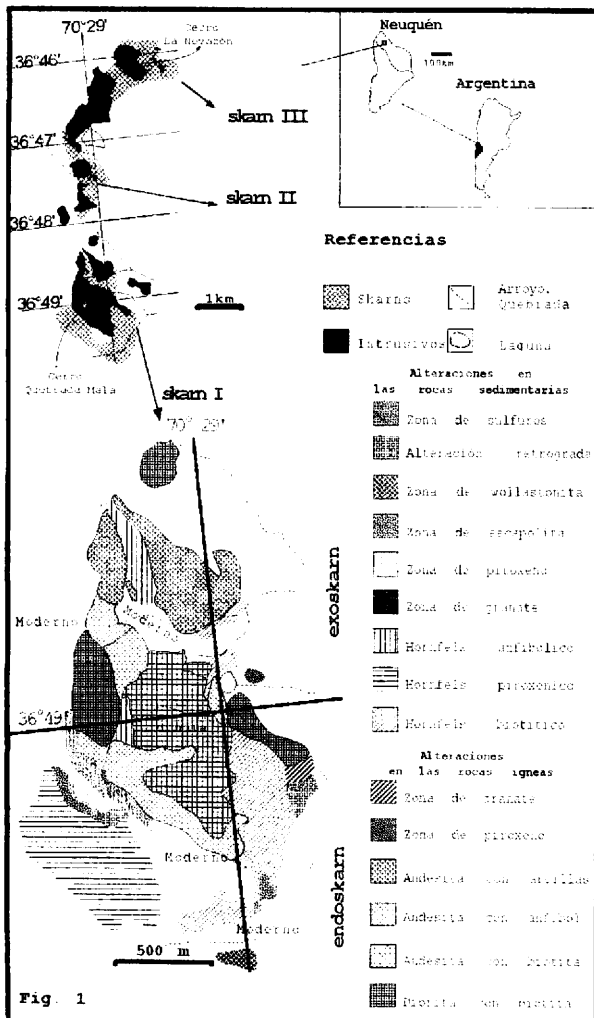 70°29'
Cerro
La Nevazón
36°46'
skarn III
36°47'
skarn II
36°48'
36°49'
1km
Cerro
Quebrada Mala
skarn I
Neuquén
100km
Argentina
Referencias
Skarns
Arroyo.
Quebrada
Intrusivos
Laguna
Alteraciones en
las rocas sedimentarias
Zona de sulfuros
Alteración retrograda
Zona de wollastonita
Zona de escapolita
Zona de piroxeno
Zona de granate
Hornfels anfibólico
Hornfels piroxénico
Hornfels biotítico
exoskarn
Alteraciones
en las rocas igneas
Zona de granate
Zona de piroxeno
Andesita con arcillas
Andesita con anfibol
Andesita con biotita
Diorita con biotita
endoskarn
70° 29'
Moderno
36°49'
Moderno
Moderno
500 m
Fig. 1